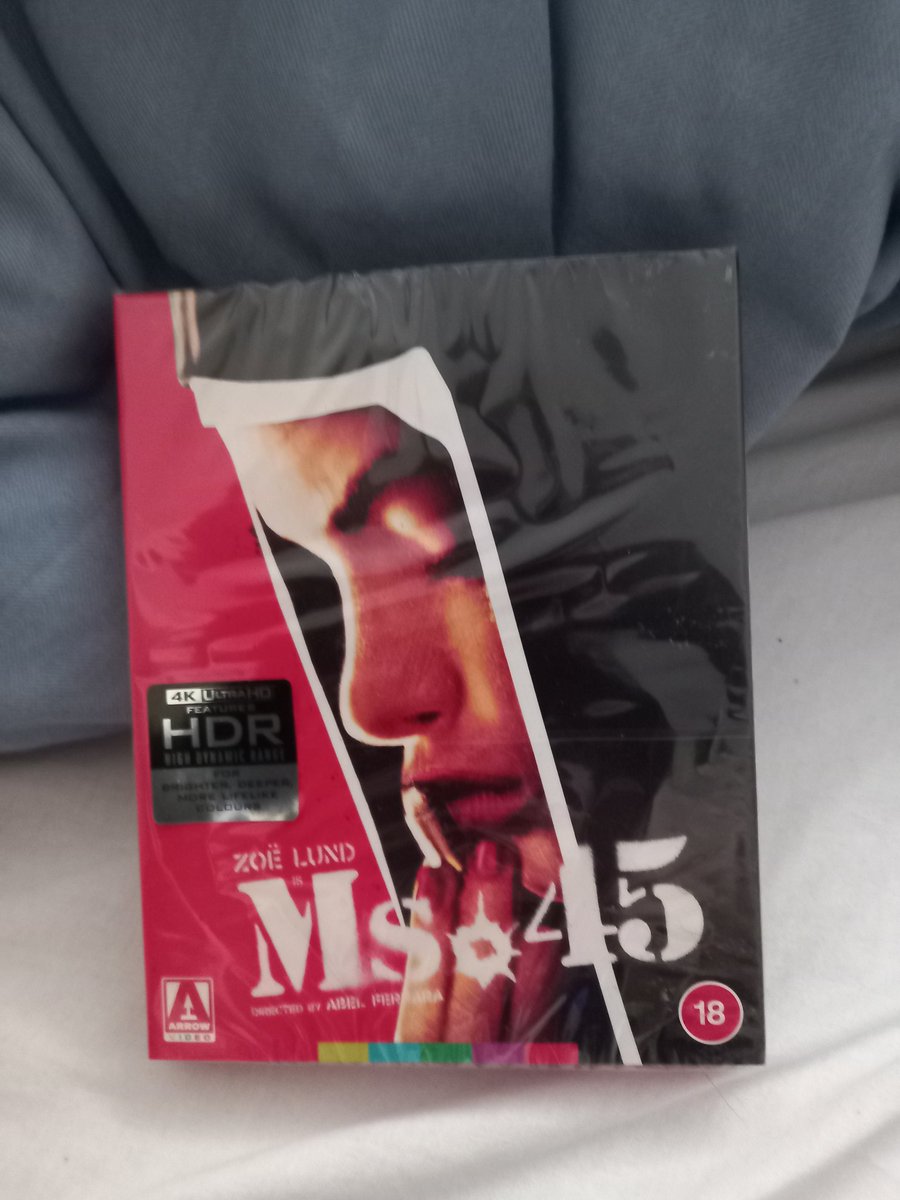 4K ULTRA HD
FEATURES
HDR
HIGH DYNAMIC RANGE
FOR
BRIGHTER, DEEPER,
MORE LIFELIKE
COLOURS
ZOË LUND
IS
Ms .45
DIRECTED BY ABEL FERRARA
ARROW
VIDEO
18